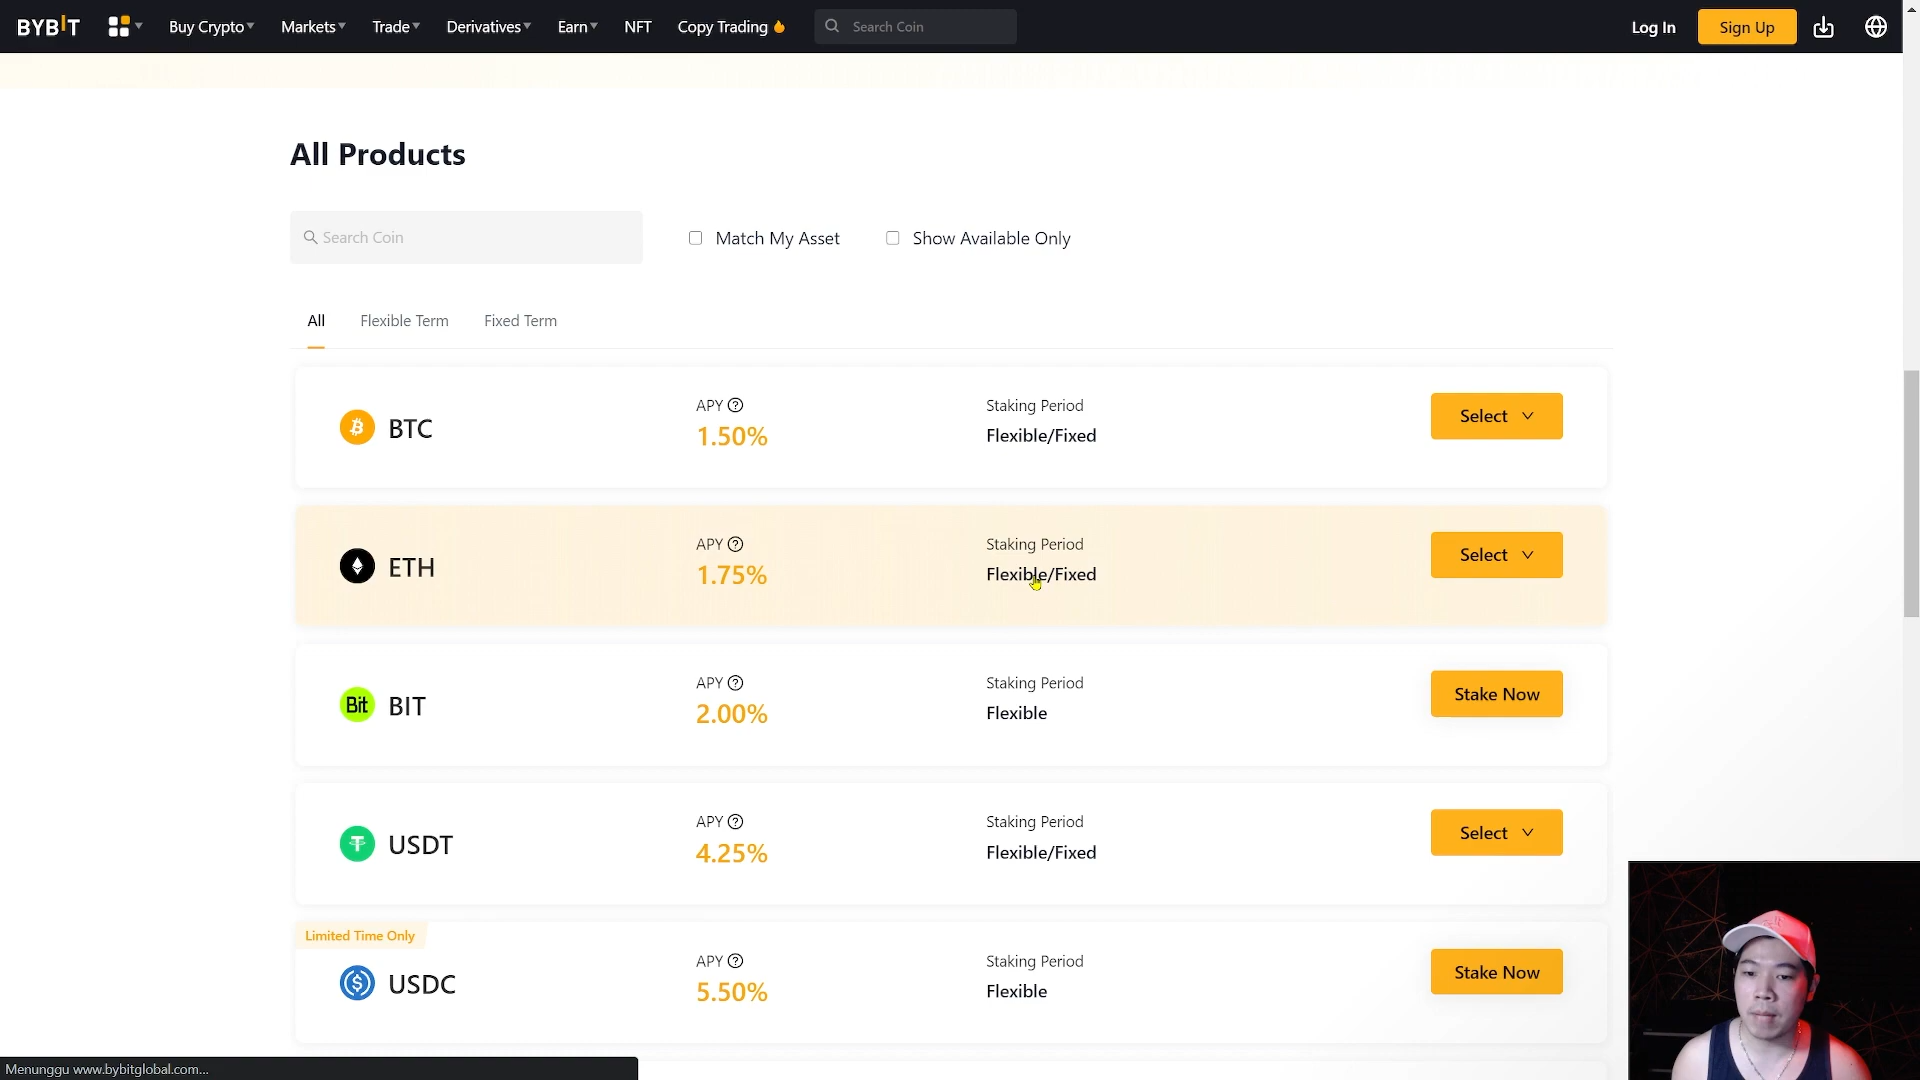 BYBIT Buy Crypto Markets Trade Derivatives Earn NFT Copy Trading Search Coin Log In Sign Up
All Products
Search Coin Match My Asset Show Available Only
All Flexible Term Fixed Term
APY Staking Period Select
BTC 1.50% Flexible/Fixed
APY Staking Period Select
ETH 1.75% Flexible/Fixed
APY Staking Period Stake Now
Bit BIT 2.00% Flexible
APY Staking Period Select
USDT 4.25% Flexible/Fixed
Limited Time Only
APY Staking Period Stake Now
USDC 5.50% Flexible
Menunggu www.bybitglobal.com...